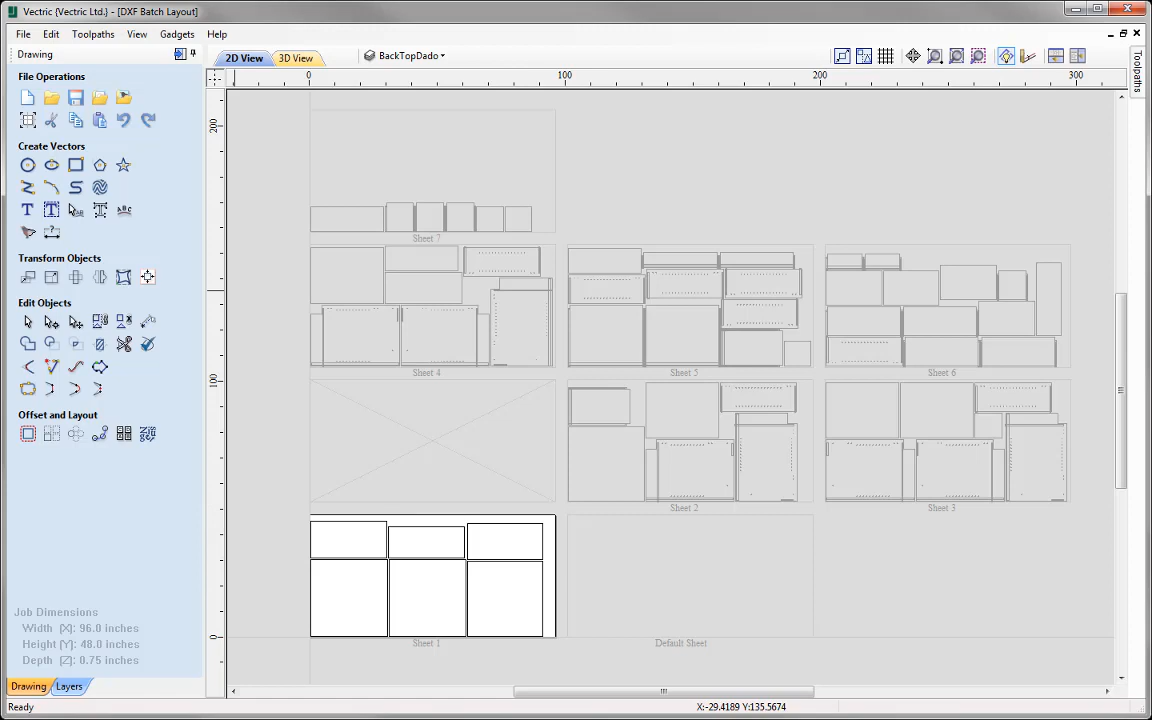 Vectric {Vectric Ltd.} - [DXF Batch Layout]
File Edit Toolpaths View Gadgets Help
Drawing
2D View 3D View BackTopDado
File Operations
Create Vectors
Transform Objects
Edit Objects
Offset and Layout
Job Dimensions
Width (X): 96.0 inches
Height (Y): 48.0 inches
Depth (Z): 0.75 inches
Drawing Layers
0 100 200 300
200
100
0
Sheet 7
Sheet 4 Sheet 5 Sheet 6
Sheet 2 Sheet 3
Sheet 1 Default Sheet
Toolpaths
Ready X:-29.4189 Y:135.5674